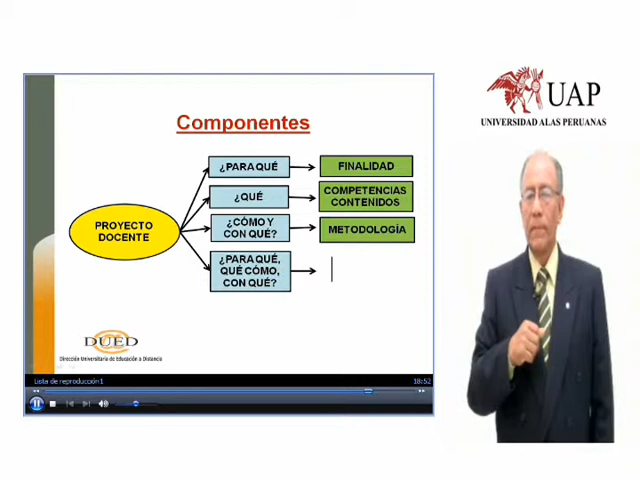 UAP
UNIVERSIDAD ALAS PERUANAS
Componentes
PROYECTO
DOCENTE
¿PARA QUÉ
FINALIDAD
¿QUÉ
COMPETENCIAS
CONTENIDOS
¿CÓMO Y
CON QUÉ?
METODOLOGÍA
¿PARA QUÉ,
QUÉ CÓMO,
CON QUÉ?
DUED
Dirección Universitaria de Educación a Distancia
Lista de reproducción1
18:52